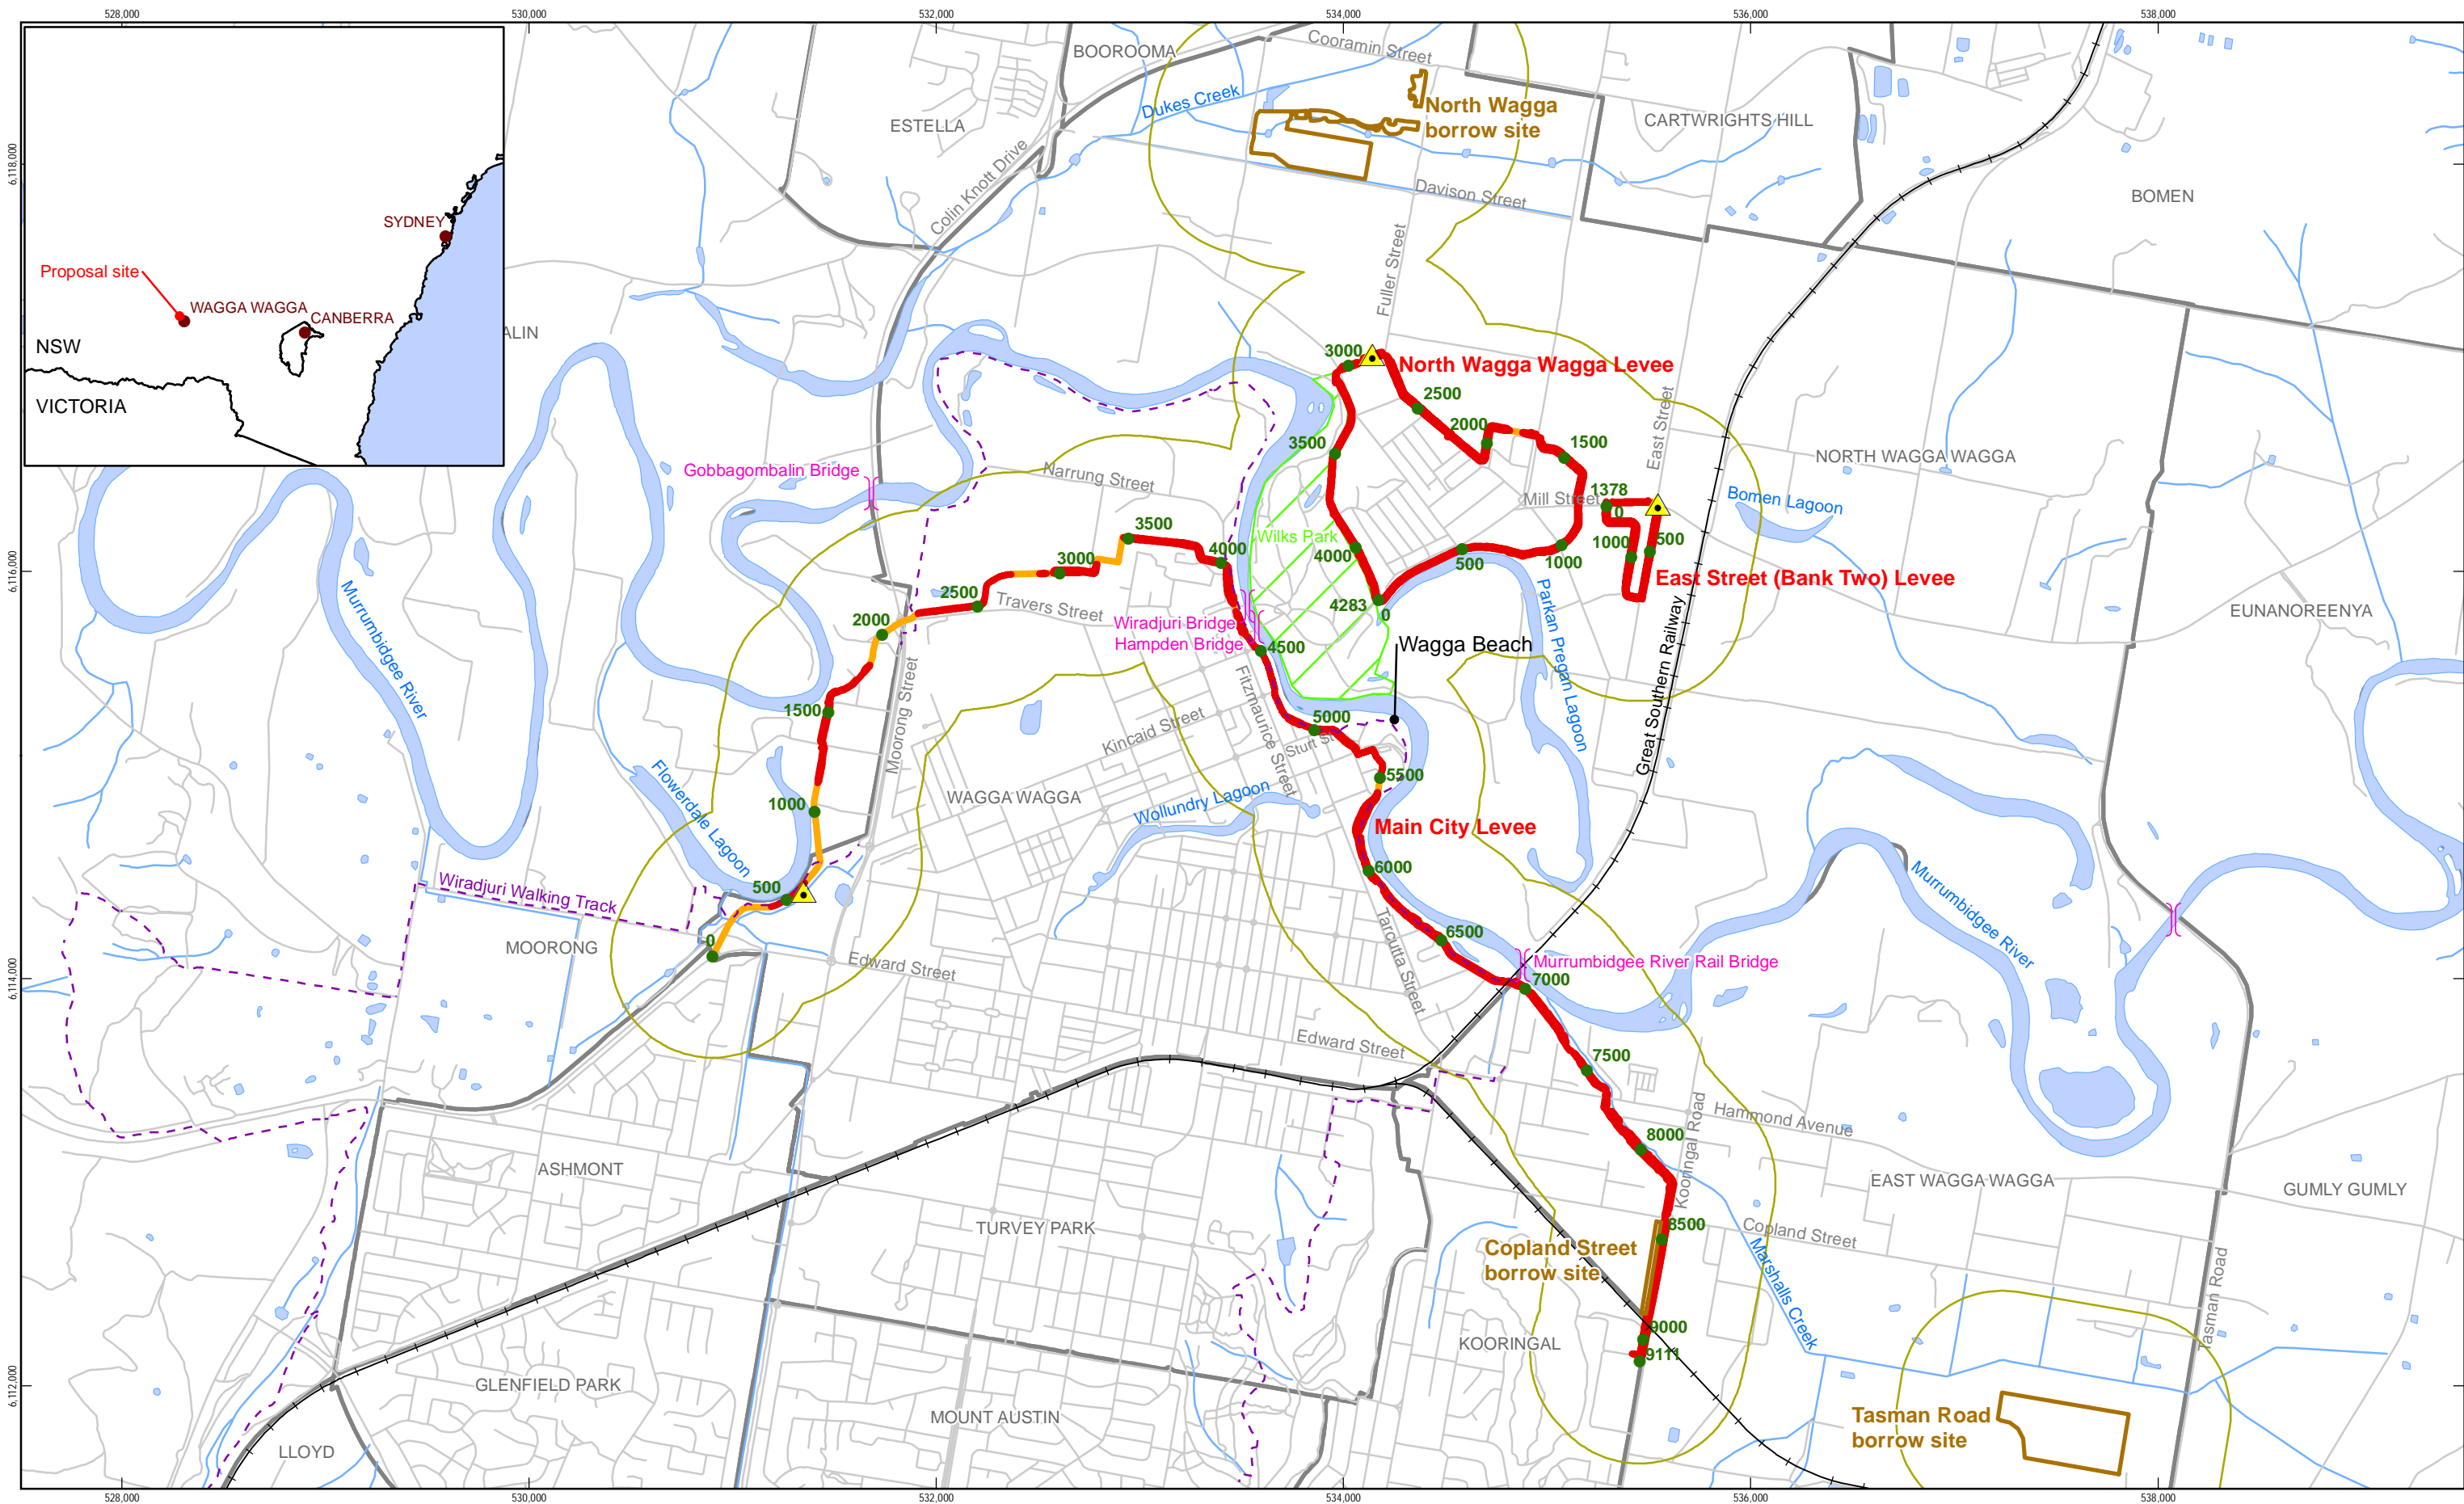 528,000
530,000
532,000
534,000
536,000
538,000
6,118,000
6,116,000
6,114,000
6,112,000
SYDNEY
Proposal site
WAGGA WAGGA
CANBERRA
NSW
VICTORIA
BOOROOMA
Cooramin Street
ESTELLA
Dukes Creek
North Wagga
borrow site
CARTWRIGHTS HILL
Colin Knott Drive
Davison Street
BOMEN
Fuller Street
ALIN
3000
North Wagga Wagga Levee
2500
2000
1500
3500
East Street
NORTH WAGGA WAGGA
Gobbagombalin Bridge
Narrung Street
1378
0
Mill Street
Bomen Lagoon
3500
4000
3000
Wilks Park
4000
500
1000
1000
500
East Street (Bank Two) Levee
Murrumbidgee River
2500
Travers Street
2000
4283
0
Parkan Pregan Lagoon
EUNANOREENYA
Wiradjuri Bridge
Hampden Bridge
4500
Wagga Beach
Great Southern Railway
Moorong Street
1500
Kincaid Street
Fitzmaurice Street
5000
Sturt St
Flowerdale Lagoon
1000
WAGGA WAGGA
Wollundry Lagoon
5500
Main City Levee
6000
500
Wiradjuri Walking Track
MOORONG
0
Edward Street
Tarcutta Street
6500
Murrumbidgee River Rail Bridge
7000
Murrumbidgee River
Edward Street
7500
Hammond Avenue
Kooringal Road
8000
ASHMONT
TURVEY PARK
EAST WAGGA WAGGA
GUMLY GUMLY
8500
Copland Street
Copland Street
borrow site
Marshalls Creek
Tasman Road
9000
9111
KOORINGAL
GLENFIELD PARK
MOUNT AUSTIN
LLOYD
Tasman Road
borrow site
528,000
530,000
532,000
534,000
536,000
538,000